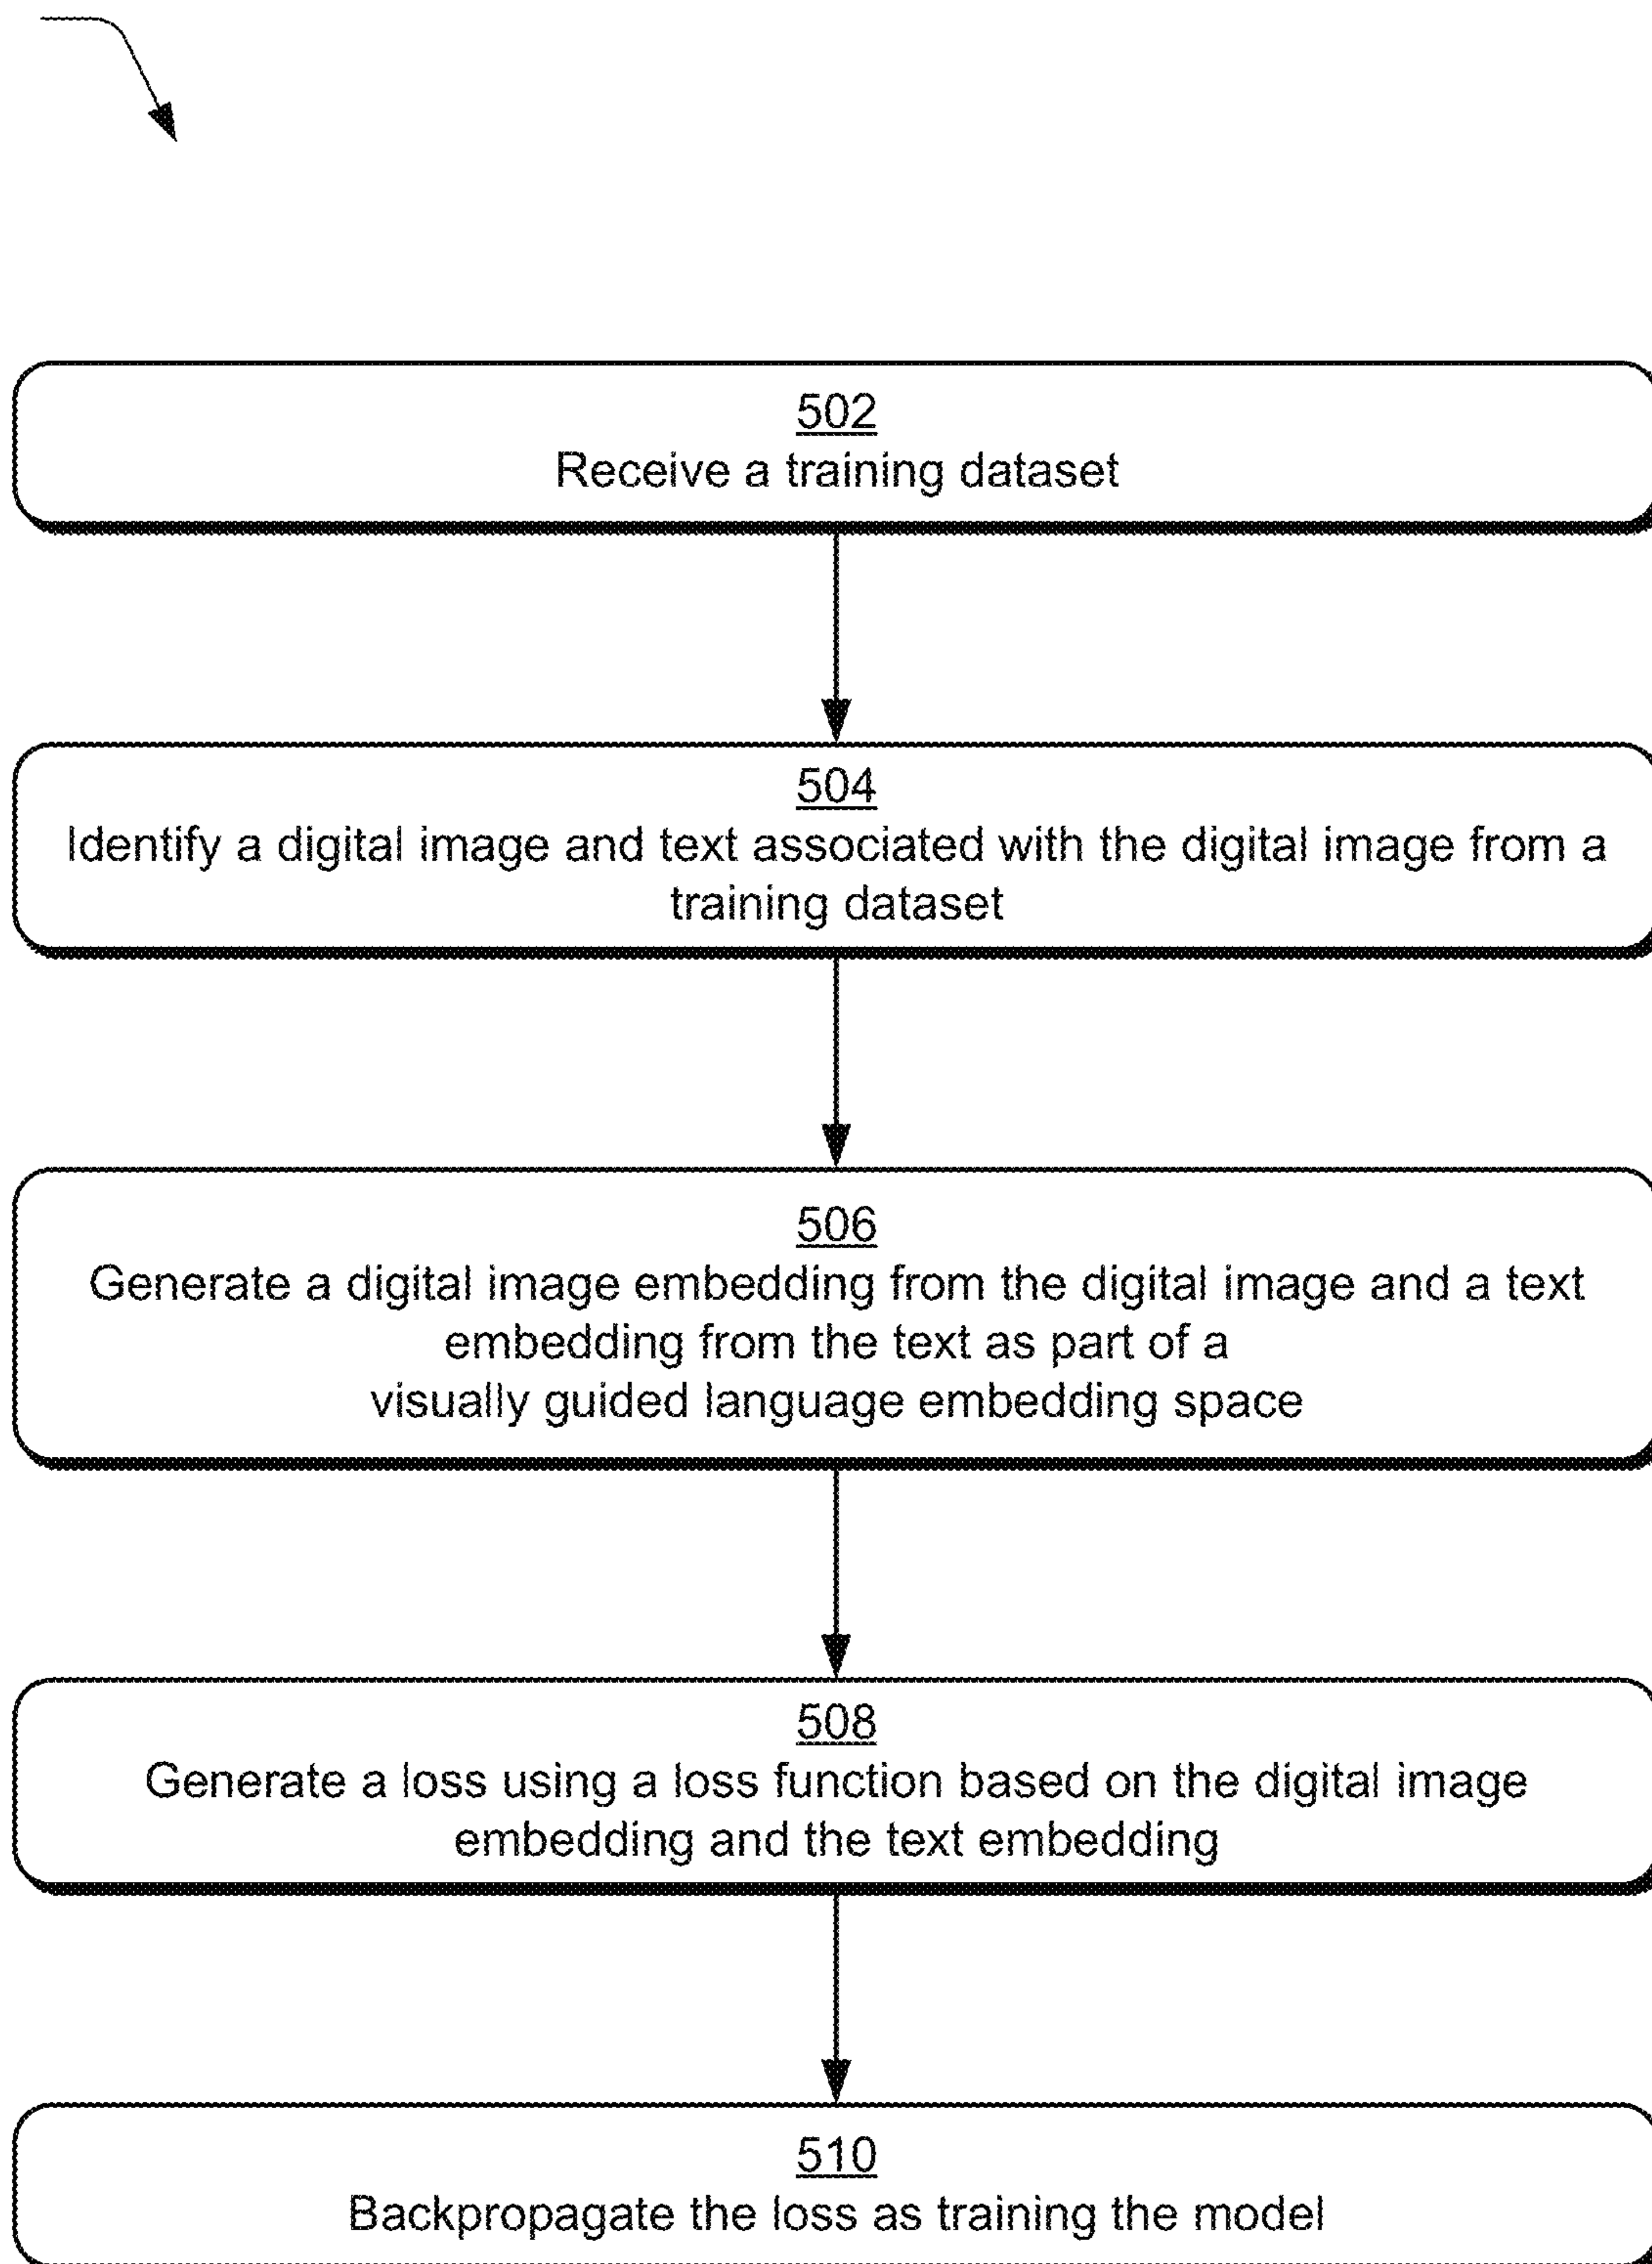 502
Receive a training dataset
504
Identify a digital image and text associated with the digital image from a
training dataset
506
Generate a digital image embedding from the digital image and a text
embedding from the text as part of a
visually guided language embedding space
508
Generate a loss using a loss function based on the digital image
embedding and the text embedding
510
Backpropagate the loss as training the model